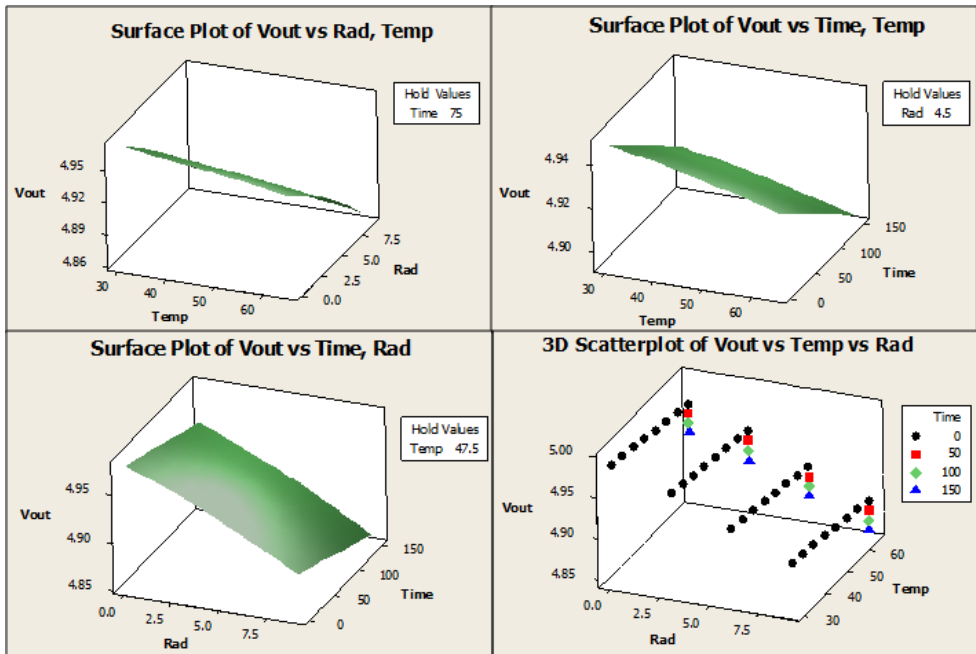 Surface Plot of Vout vs Rad, Temp
Hold Values
Time 75
4.95
4.92
4.89
4.86
Vout
30
40
50
60
Temp
0.0
2.5
5.0
7.5
Rad
Surface Plot of Vout vs Time, Temp
Hold Values
Rad 4.5
4.94
4.92
4.90
Vout
30
40
50
60
Temp
0
50
100
150
Time
Surface Plot of Vout vs Time, Rad
Hold Values
Temp 47.5
4.95
4.90
4.85
Vout
0.0
2.5
5.0
7.5
Rad
0
50
100
150
Time
3D Scatterplot of Vout vs Temp vs Rad
Time
0
50
100
150
5.00
4.95
4.90
4.85
Vout
0.0
2.5
5.0
7.5
Rad
30
40
50
60
Temp